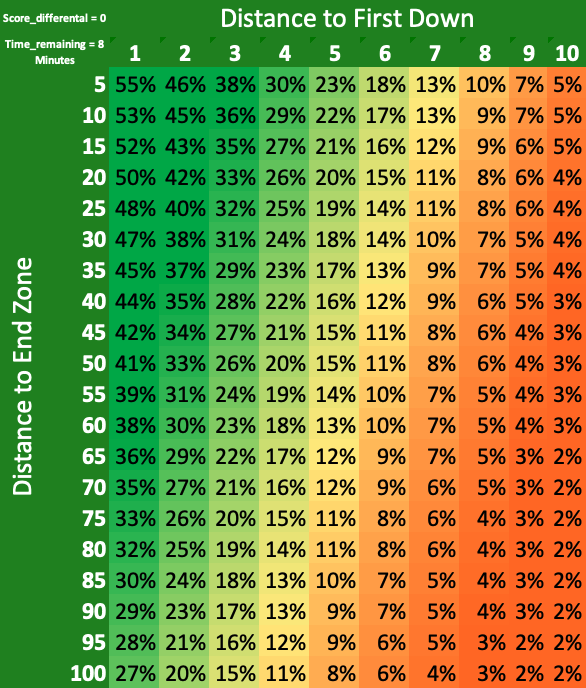 Score_differental = 0
Distance to First Down
Time_remaining = 8
Minutes
1 2 3 4 5 6 7 8 9 10
Distance to End Zone
5 55% 46% 38% 30% 23% 18% 13% 10% 7% 5%
10 53% 45% 36% 29% 22% 17% 13% 9% 7% 5%
15 52% 43% 35% 27% 21% 16% 12% 9% 6% 5%
20 50% 42% 33% 26% 20% 15% 11% 8% 6% 4%
25 48% 40% 32% 25% 19% 14% 11% 8% 6% 4%
30 47% 38% 31% 24% 18% 14% 10% 7% 5% 4%
35 45% 37% 29% 23% 17% 13% 9% 7% 5% 4%
40 44% 35% 28% 22% 16% 12% 9% 6% 5% 3%
45 42% 34% 27% 21% 15% 11% 8% 6% 4% 3%
50 41% 33% 26% 20% 15% 11% 8% 6% 4% 3%
55 39% 31% 24% 19% 14% 10% 7% 5% 4% 3%
60 38% 30% 23% 18% 13% 10% 7% 5% 4% 3%
65 36% 29% 22% 17% 12% 9% 7% 5% 3% 2%
70 35% 27% 21% 16% 12% 9% 6% 5% 3% 2%
75 33% 26% 20% 15% 11% 8% 6% 4% 3% 2%
80 32% 25% 19% 14% 11% 8% 6% 4% 3% 2%
85 30% 24% 18% 13% 10% 7% 5% 4% 3% 2%
90 29% 23% 17% 13% 9% 7% 5% 4% 3% 2%
95 28% 21% 16% 12% 9% 6% 5% 3% 2% 2%
100 27% 20% 15% 11% 8% 6% 4% 3% 2% 2%